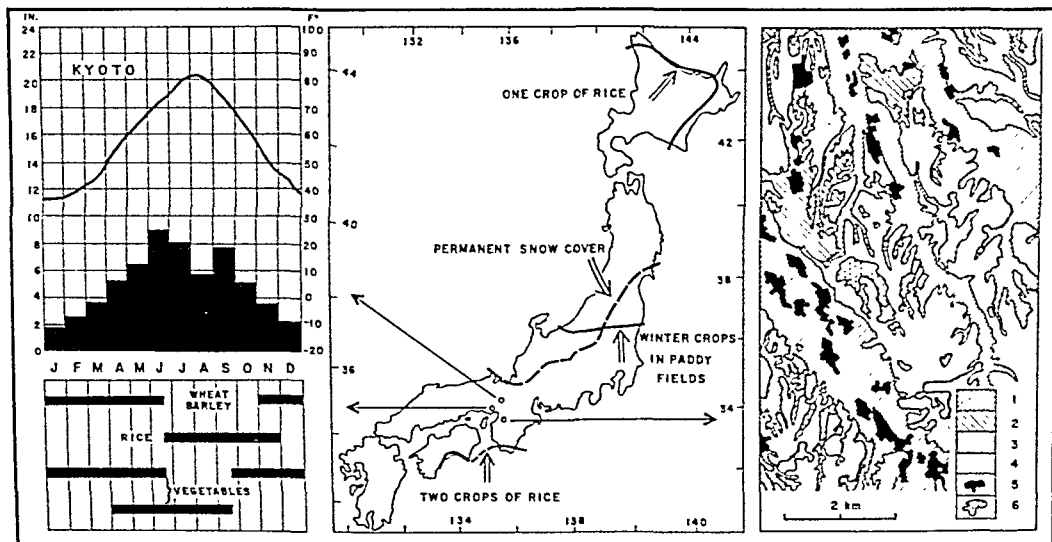 IN.
F°
24
22
20
18
16
14
12
10
8
6
4
2
0
100
90
80
70
60
50
40
30
20
10
0
-10
-20
KYOTO
J F M A M J J A S O N D
WHEAT
BARLEY
RICE
VEGETABLES
132
136
144
44
42
40
38
36
34
134
138
140
ONE CROP OF RICE
PERMANENT SNOW COVER
WINTER CROPS
IN PADDY
FIELDS
TWO CROPS OF RICE
1
2
3
4
5
6
2 km